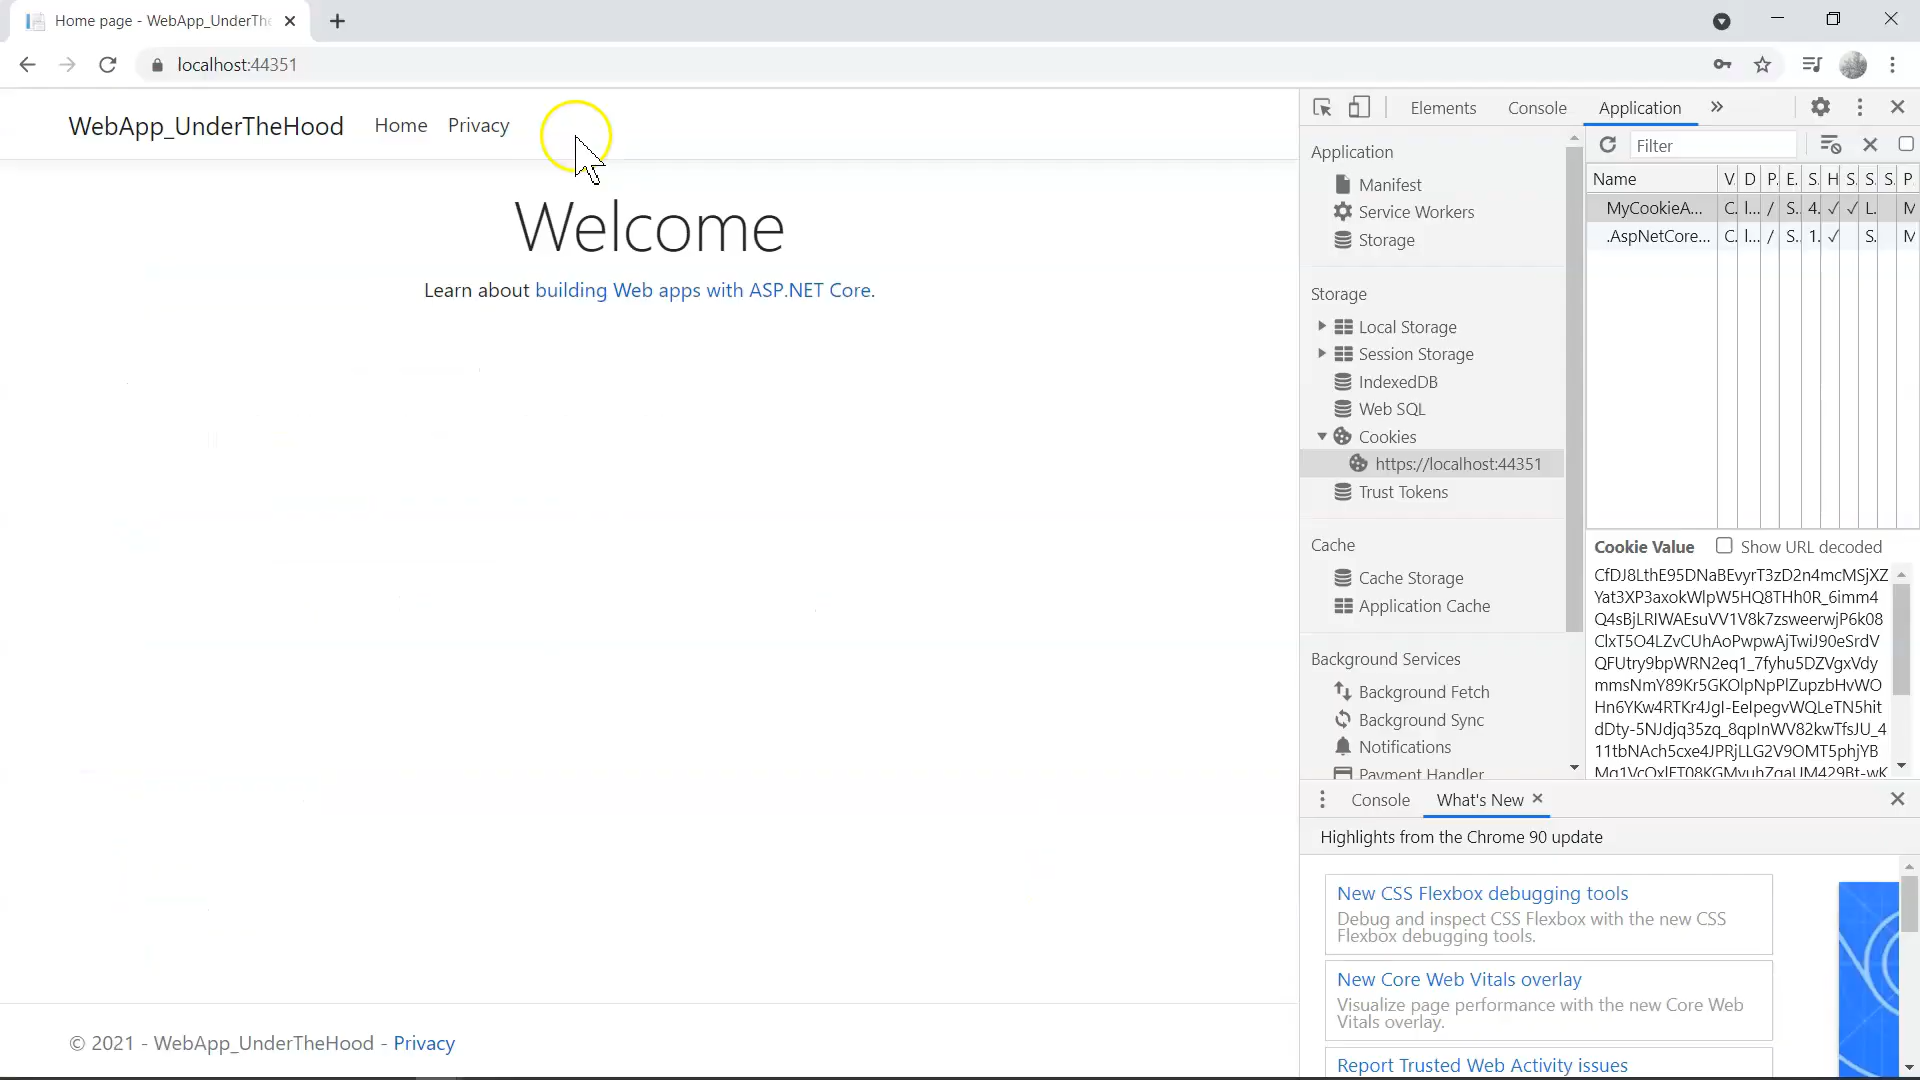 Home page - WebApp_UnderTh
localhost:44351
WebApp_UnderTheHood Home Privacy
Welcome
Learn about building Web apps with ASP.NET Core.
© 2021 - WebApp_UnderTheHood - Privacy
Elements Console Application
Application
Manifest
Service Workers
Storage
Storage
Local Storage
Session Storage
IndexedDB
Web SQL
Cookies
https://localhost:44351
Trust Tokens
Cache
Cache Storage
Application Cache
Background Services
Background Fetch
Background Sync
Notifications
Payment Handler
Filter
Name V. D P. E. S. H S. S. S. P
MyCookieA... C. l... / S.. 4. ✓ ✓ L. M
.AspNetCore... C. l... / S.. 1. ✓ S. M
Cookie Value Show URL decoded
CfDJ8LthE95DNaBEvyrT3zD2n4mcMSjXZ
Yat3XP3axokWlpW5HQ8THh0R_6imm4
Q4sBjLRIWAEsuVV1V8k7zsweerwjP6k08
ClxT5O4LZvCUhAoPwpwAjTwiJ90eSrdV
QFUtry9bpWRN2eq1_7fyhu5DZVgxVdy
mmsNmY89Kr5GKOlpNpPlZupzbHvWO
Hn6YKw4RTKr4JgI-EelpegvWQLeTN5hit
dDty-5NJdjq35zq_8qpInWV82kwTfsJU_4
11tbNAch5cxe4JPRjLLG2V9OMT5phjYB
Console What's New
Highlights from the Chrome 90 update
New CSS Flexbox debugging tools
Debug and inspect CSS Flexbox with the new CSS
Flexbox debugging tools.
New Core Web Vitals overlay
Visualize page performance with the new Core Web
Vitals overlay.
Report Trusted Web Activity issues